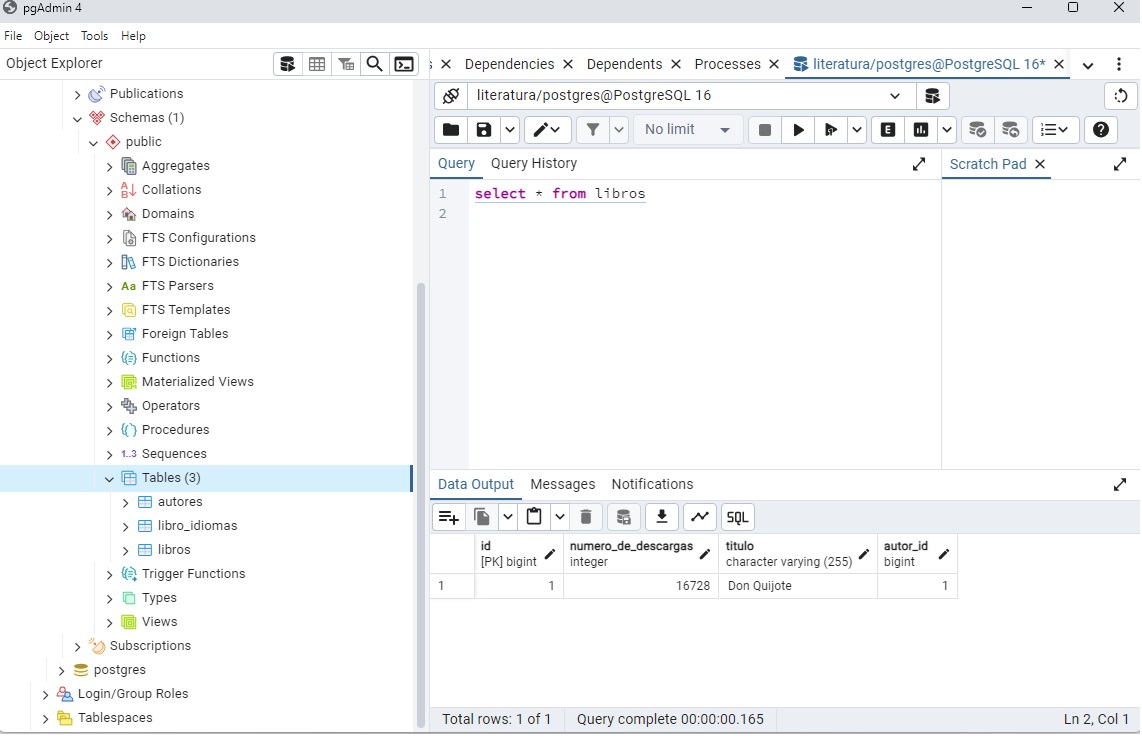 pgAdmin 4
File Object Tools Help
Object Explorer
Publications
Schemas (1)
public
Aggregates
Collations
Domains
FTS Configurations
FTS Dictionaries
FTS Parsers
FTS Templates
Foreign Tables
Functions
Materialized Views
Operators
Procedures
1..3 Sequences
Tables (3)
autores
libro_idiomas
libros
Trigger Functions
Types
Views
Subscriptions
postgres
Login/Group Roles
Tablespaces
s Dependencies Dependents Processes literatura/postgres@PostgreSQL 16*
literatura/postgres@PostgreSQL 16
No limit
Query Query History
Scratch Pad
1 select * from libros
2
Data Output Messages Notifications
SQL
id numero_de_descargas titulo autor_id
[PK] bigint integer character varying (255) bigint
1 1 16728 Don Quijote 1
Total rows: 1 of 1 Query complete 00:00:00.165 Ln 2, Col 1